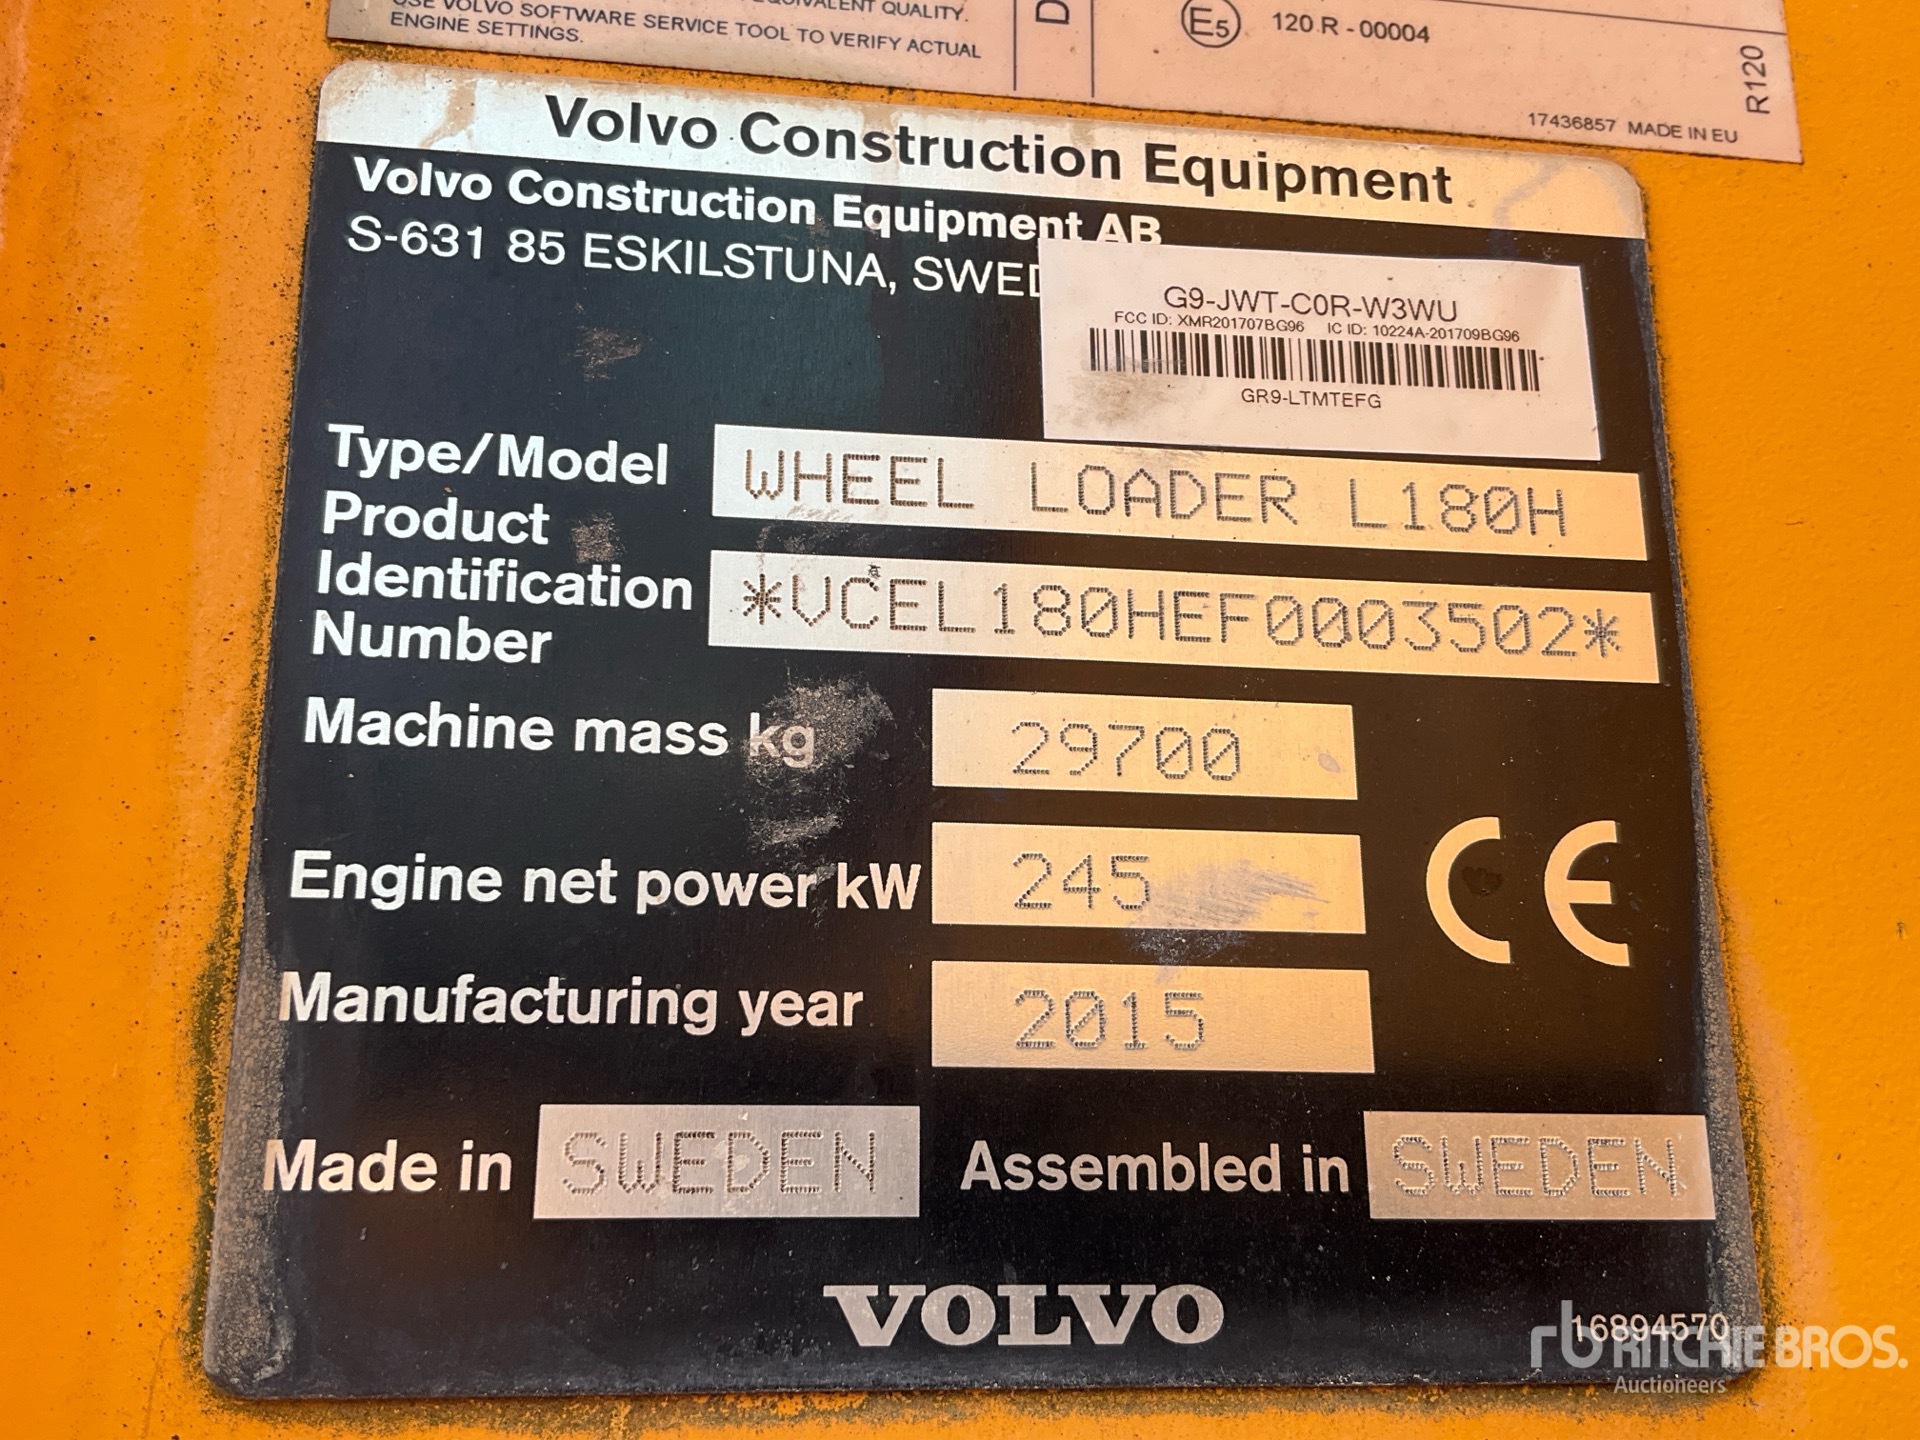 EQUIVALENT QUALITY.
USE VOLVO SOFTWARE SERVICE TOOL TO VERIFY ACTUAL
ENGINE SETTINGS.
D
E5
120 R - 00004
R120
17436857 MADE IN EU
Volvo Construction Equipment
Volvo Construction Equipment AB
S-631 85 ESKILSTUNA, SWED
G9-JWT-C0R-W3WU
FCC ID: XMR201707BG96 IC ID: 10224A-201709BG96
GR9-LTMTEFG
Type/Model WHEEL LOADER L180H
Product
Identification
Number
*VCEL180HEF0003502*
Machine mass kg 29700
Engine net power kW 245
CE
Manufacturing year 2015
Made in SWEDEN Assembled in SWEDEN
VOLVO
16894570
rb RITCHIE BROS.
Auctioneers